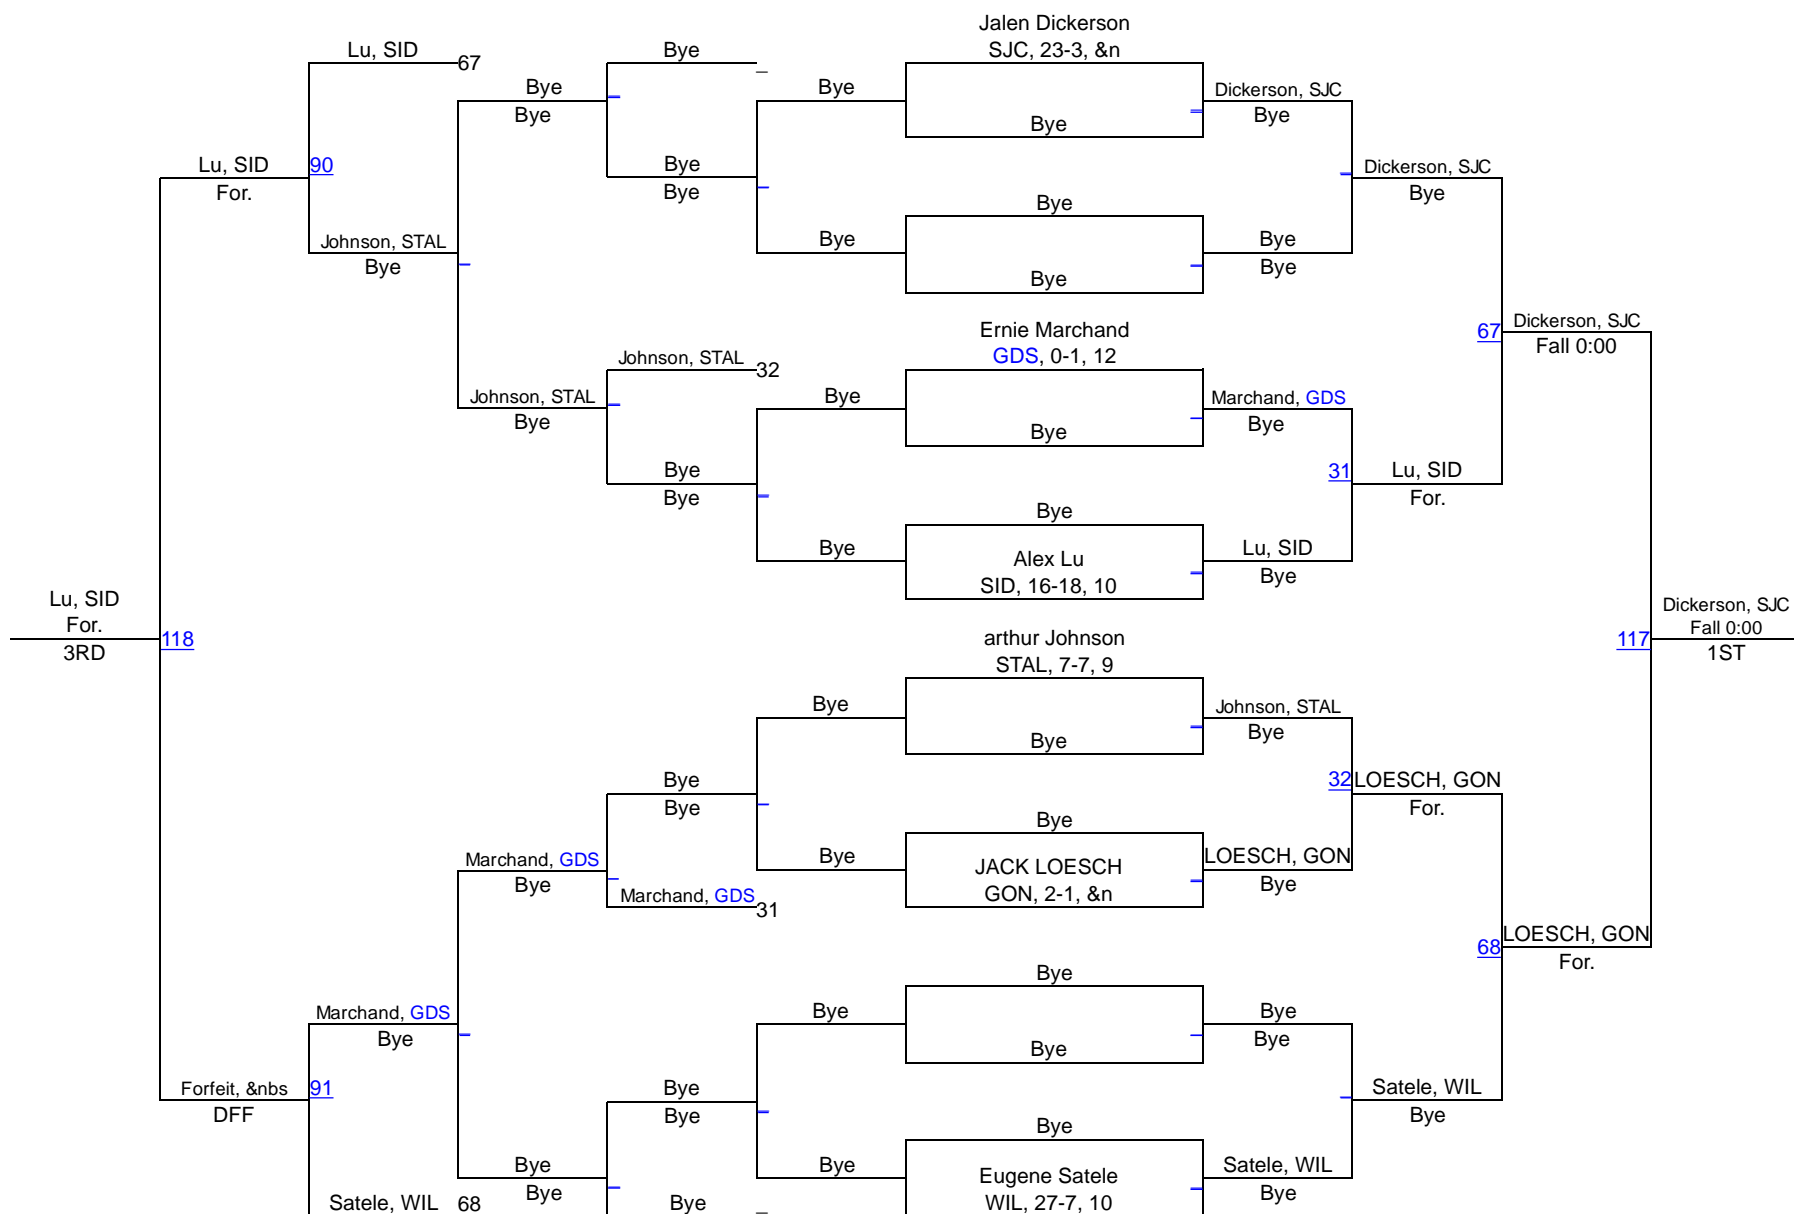 Jalen Dickerson
SJC, 23-3, &n
Lu, SID
67
Bye
Bye
Bye
Bye
Dickerson, SJC
Bye
Bye
Bye
Lu, SID
90
For.
Bye
Bye
Dickerson, SJC
Bye
Bye
Johnson, STAL
Bye
Bye
Bye
Bye
Bye
Ernie Marchand
GDS, 0-1, 12
67
Dickerson, SJC
Fall 0:00
Johnson, STAL
32
Johnson, STAL
Bye
Bye
Marchand, GDS
Bye
Bye
Bye
Bye
31
Lu, SID
For.
Bye
Bye
Alex Lu
SID, 16-18, 10
Lu, SID
Bye
Lu, SID
For.
3RD
118
arthur Johnson
STAL, 7-7, 9
117
Dickerson, SJC
Fall 0:00
1ST
Bye
Johnson, STAL
Bye
Bye
Bye
Bye
32
LOESCH, GON
For.
Bye
Marchand, GDS
Bye
Bye
JACK LOESCH
GON, 2-1, &n
LOESCH, GON
Bye
Marchand, GDS
31
68
LOESCH, GON
For.
Bye
Marchand, GDS
Bye
Bye
Bye
Bye
Bye
Forfeit, &nbs
DFF
91
Bye
Bye
Satele, WIL
Bye
Bye
Bye
Bye
Bye
Eugene Satele
WIL, 27-7, 10
Satele, WIL
Bye
Satele, WIL
68
Bye